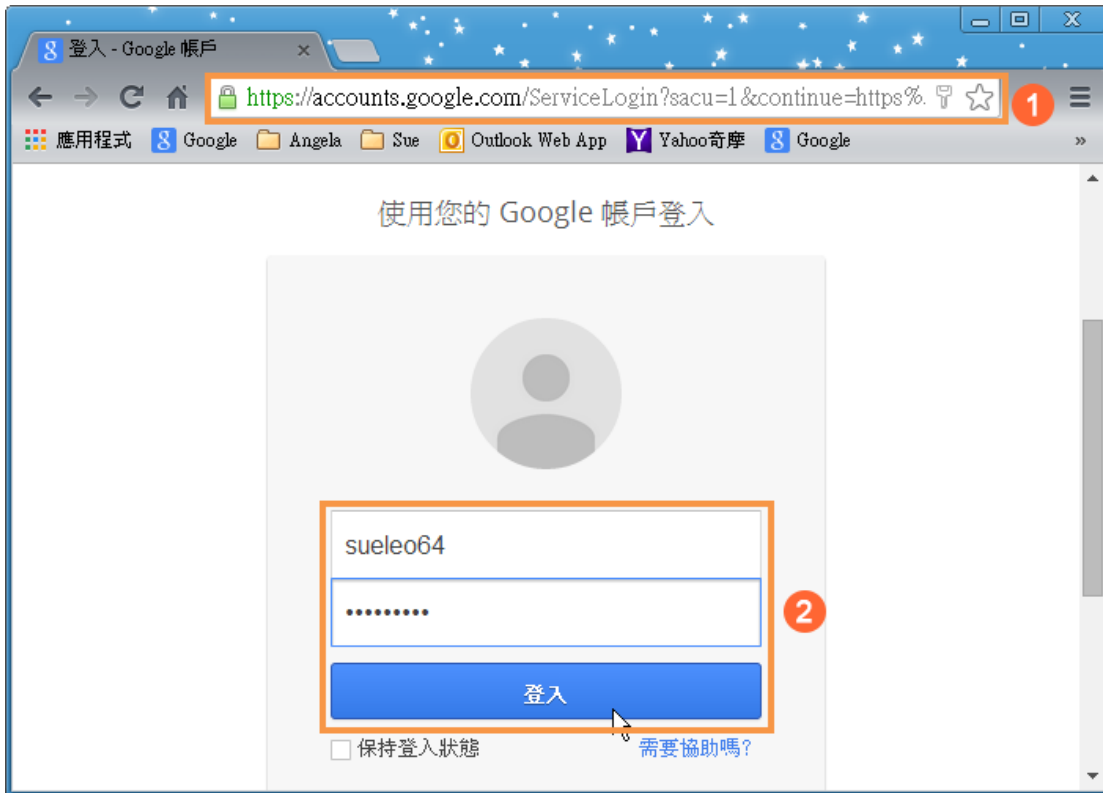 8 登入 - Google 帳戶
https://accounts.google.com/ServiceLogin?sacu=1&continue=https%.
1
應用程式 8 Google Angela Sue Outlook Web App Y Yahoo奇摩 8 Google »
使用您的 Google 帳戶登入
sueleo64
•••••••••
2
登入
保持登入狀態 需要協助嗎?